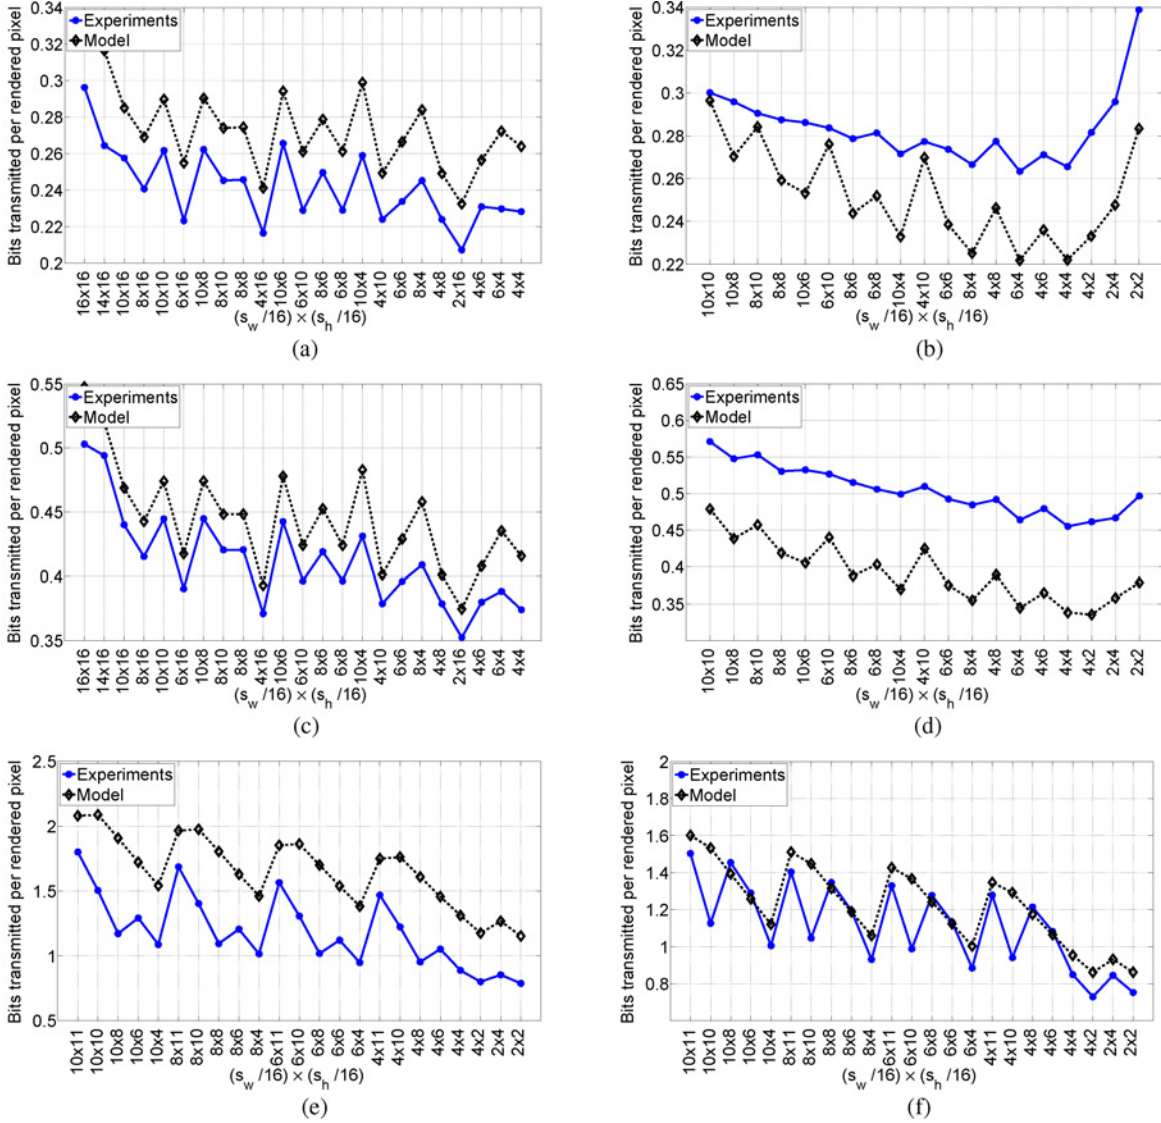 Bits transmitted per rendered pixel
0.34
0.3
0.28
0.26
0.24
0.22
0.2
Experiments
Model
16x16
14x16
10x16
8x16
10x10
6x16
10x8
8x10
8x8
4x16
10x6
6x10
8x6
6x8
10x4
4x10
6x6
8x4
4x8
2x16
4x6
6x4
4x4
(s_w /16) × (s_h /16)
(a)
Bits transmitted per rendered pixel
0.34
0.32
0.3
0.28
0.26
0.24
0.22
Experiments
Model
10x10
10x8
8x10
8x8
10x6
6x10
8x6
6x8
10x4
4x10
6x6
8x4
4x8
6x4
4x6
4x4
4x2
2x4
2x2
(s_w /16) × (s_h /16)
(b)
Bits transmitted per rendered pixel
0.55
0.5
0.45
0.4
0.35
Experiments
Model
16x16
14x16
10x16
8x16
10x10
6x16
10x8
8x10
8x8
4x16
10x6
6x10
8x6
6x8
10x4
4x10
6x6
8x4
4x8
2x16
4x6
6x4
4x4
(s_w /16) × (s_h /16)
(c)
Bits transmitted per rendered pixel
0.65
0.6
0.55
0.5
0.45
0.4
0.35
Experiments
Model
10x10
10x8
8x10
8x8
10x6
6x10
8x6
6x8
10x4
4x10
6x6
8x4
4x8
6x4
4x6
4x4
4x2
2x4
2x2
(s_w /16) × (s_h /16)
(d)
Bits transmitted per rendered pixel
2.5
2
1.5
1
0.5
Experiments
Model
10x11
10x10
10x8
10x6
10x4
8x11
8x10
8x8
8x6
8x4
6x11
6x10
6x8
6x6
6x4
4x11
4x10
4x8
4x6
4x4
4x2
2x4
2x2
(s_w /16) × (s_h /16)
(e)
Bits transmitted per rendered pixel
2
1.8
1.6
1.4
1.2
1
0.8
Experiments
Model
10x11
10x10
10x8
10x6
10x4
8x11
8x10
8x8
8x6
8x4
6x11
6x10
6x8
6x6
6x4
4x11
4x10
4x8
4x6
4x4
4x2
2x4
2x2
(s_w /16) × (s_h /16)
(f)